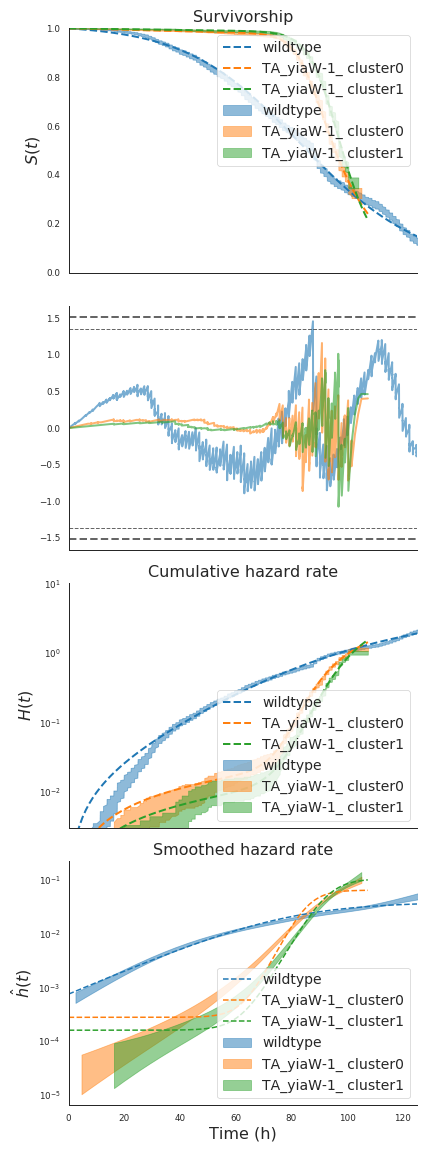 Survivorship
1.0
0.8
0.6
0.4
0.2
0.0
S(t)
wildtype
TA_yiaW-1_ cluster0
TA_yiaW-1_ cluster1
wildtype
TA_yiaW-1_ cluster0
TA_yiaW-1_ cluster1
1.5
1.0
0.5
0.0
−0.5
−1.0
−1.5
Cumulative hazard rate
10¹
10⁰
10⁻¹
10⁻²
H(t)
wildtype
TA_yiaW-1_ cluster0
TA_yiaW-1_ cluster1
wildtype
TA_yiaW-1_ cluster0
TA_yiaW-1_ cluster1
Smoothed hazard rate
10⁻¹
10⁻²
10⁻³
10⁻⁴
10⁻⁵
ĥ(t)
wildtype
TA_yiaW-1_ cluster0
TA_yiaW-1_ cluster1
wildtype
TA_yiaW-1_ cluster0
TA_yiaW-1_ cluster1
0 20 40 60 80 100 120
Time (h)